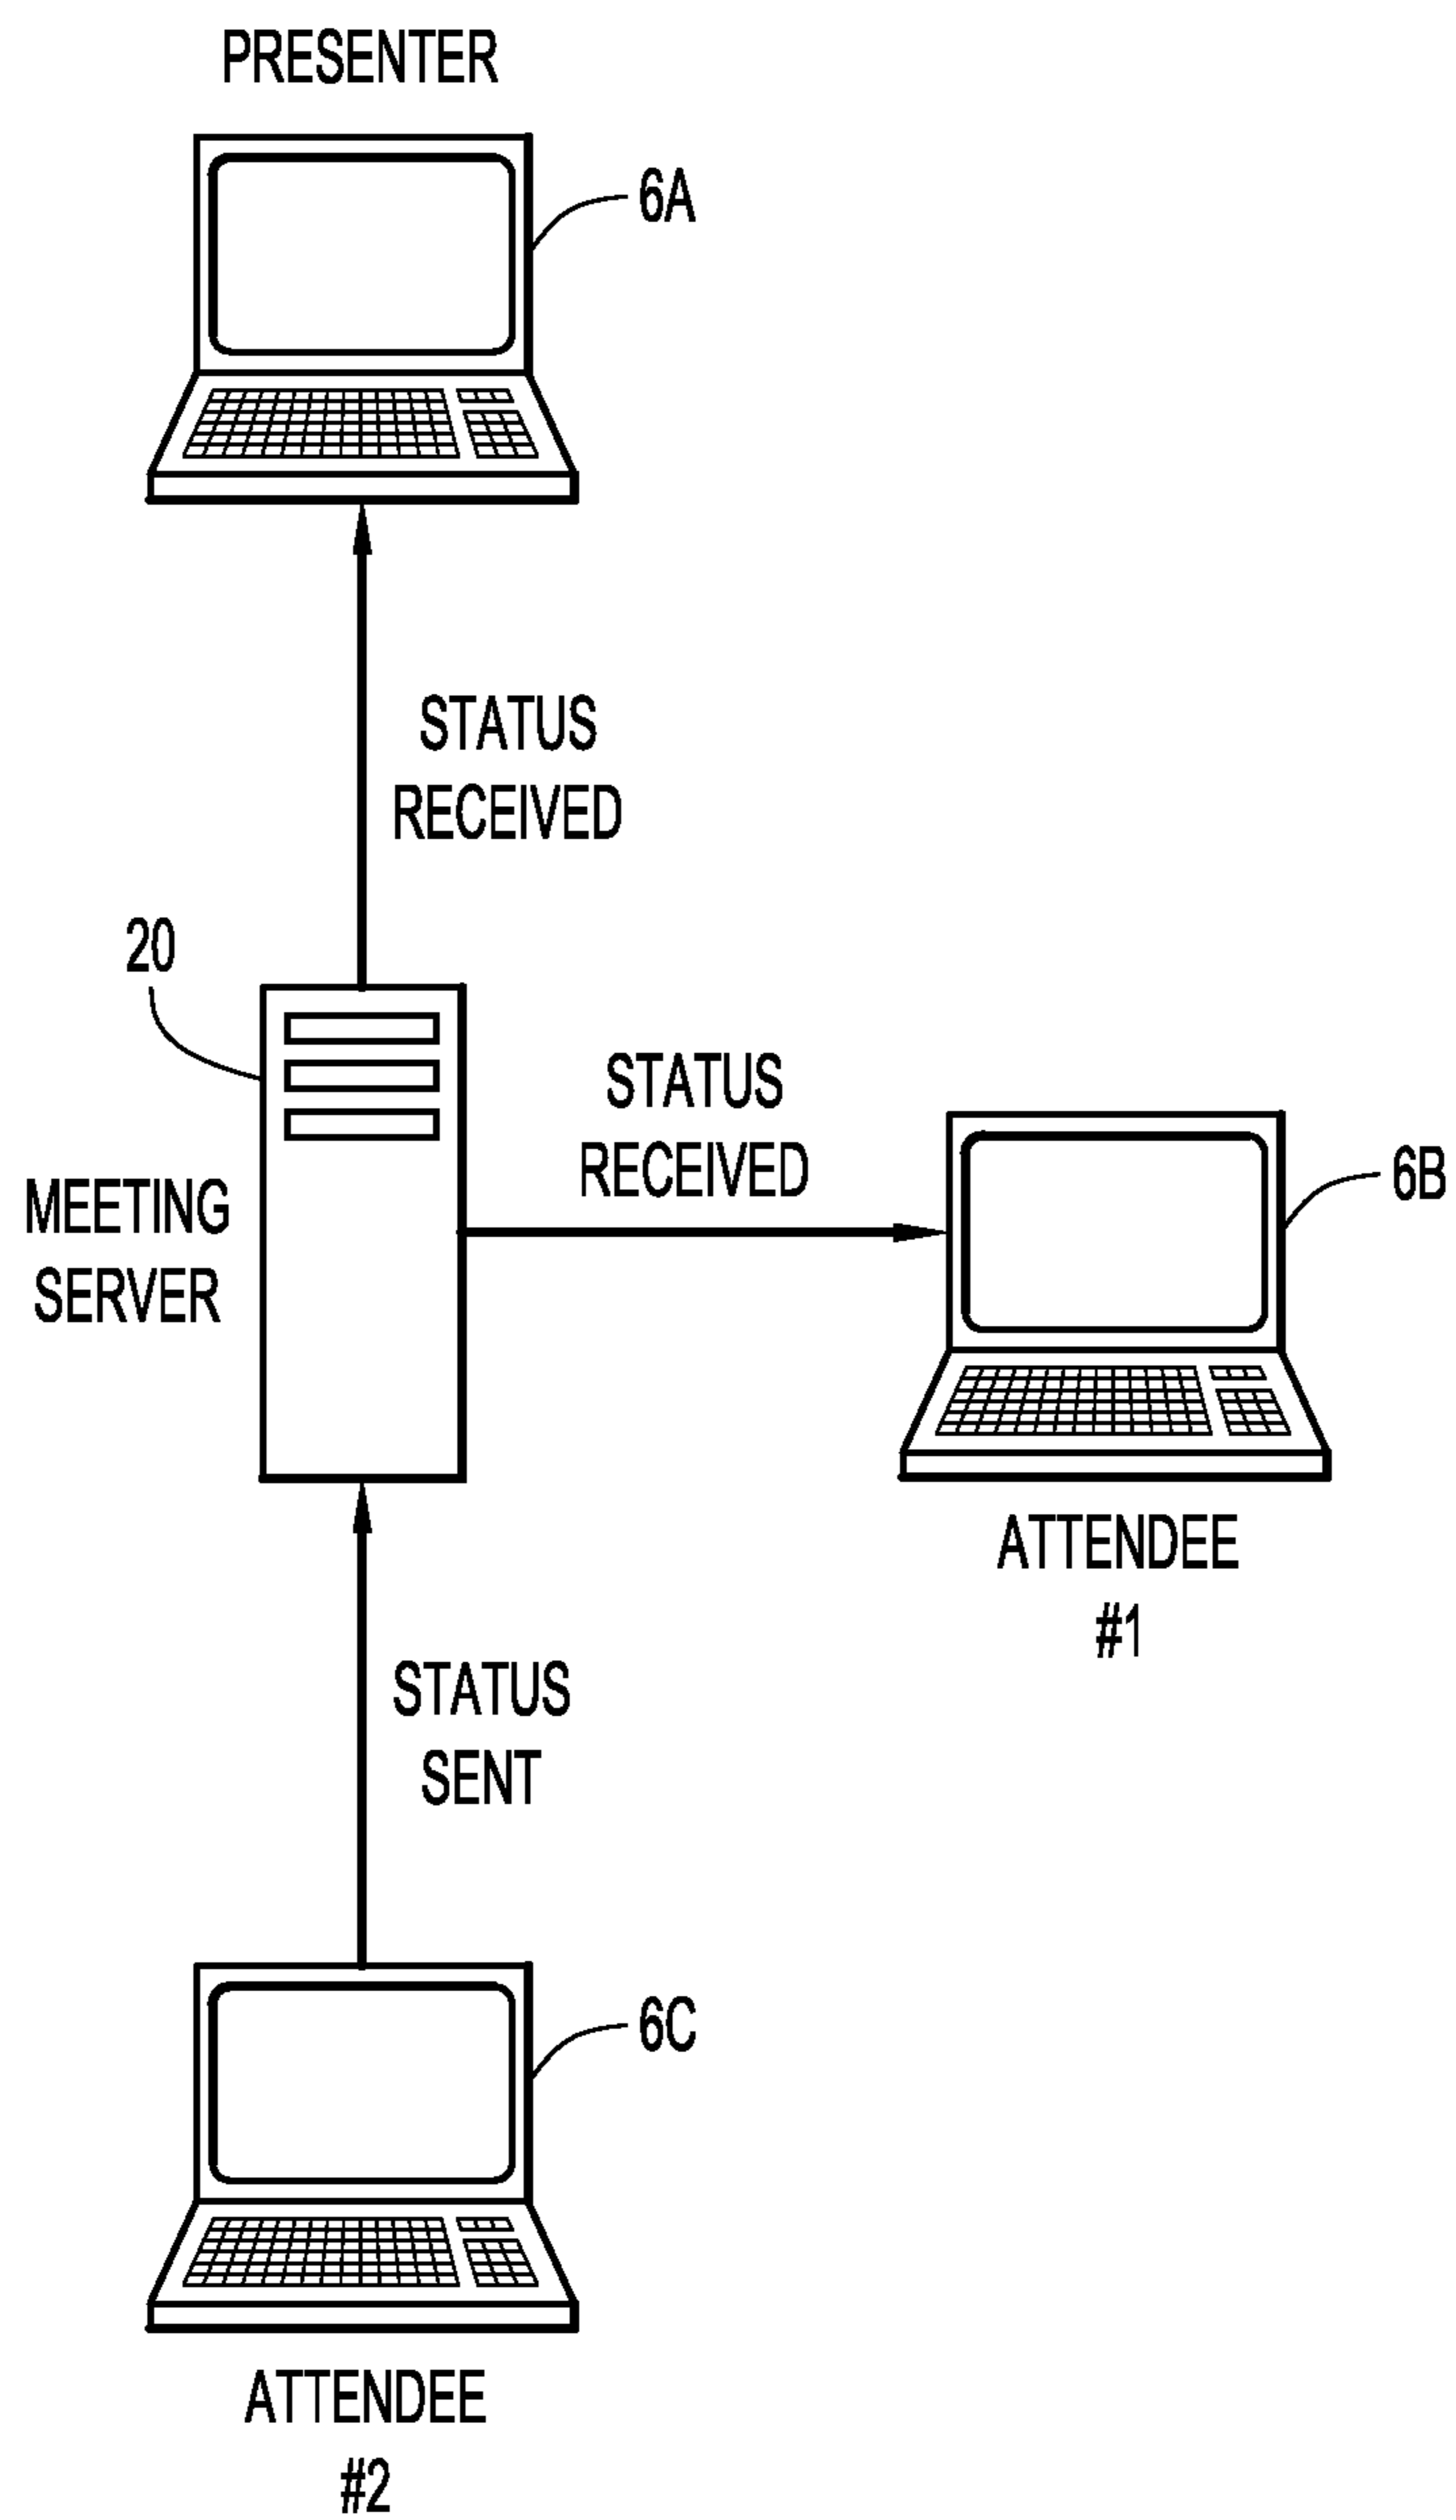 PRESENTER
6A
STATUS
RECEIVED
20
STATUS
RECEIVED
MEETING
SERVER
6B
ATTENDEE
#1
STATUS
SENT
6C
ATTENDEE
#2